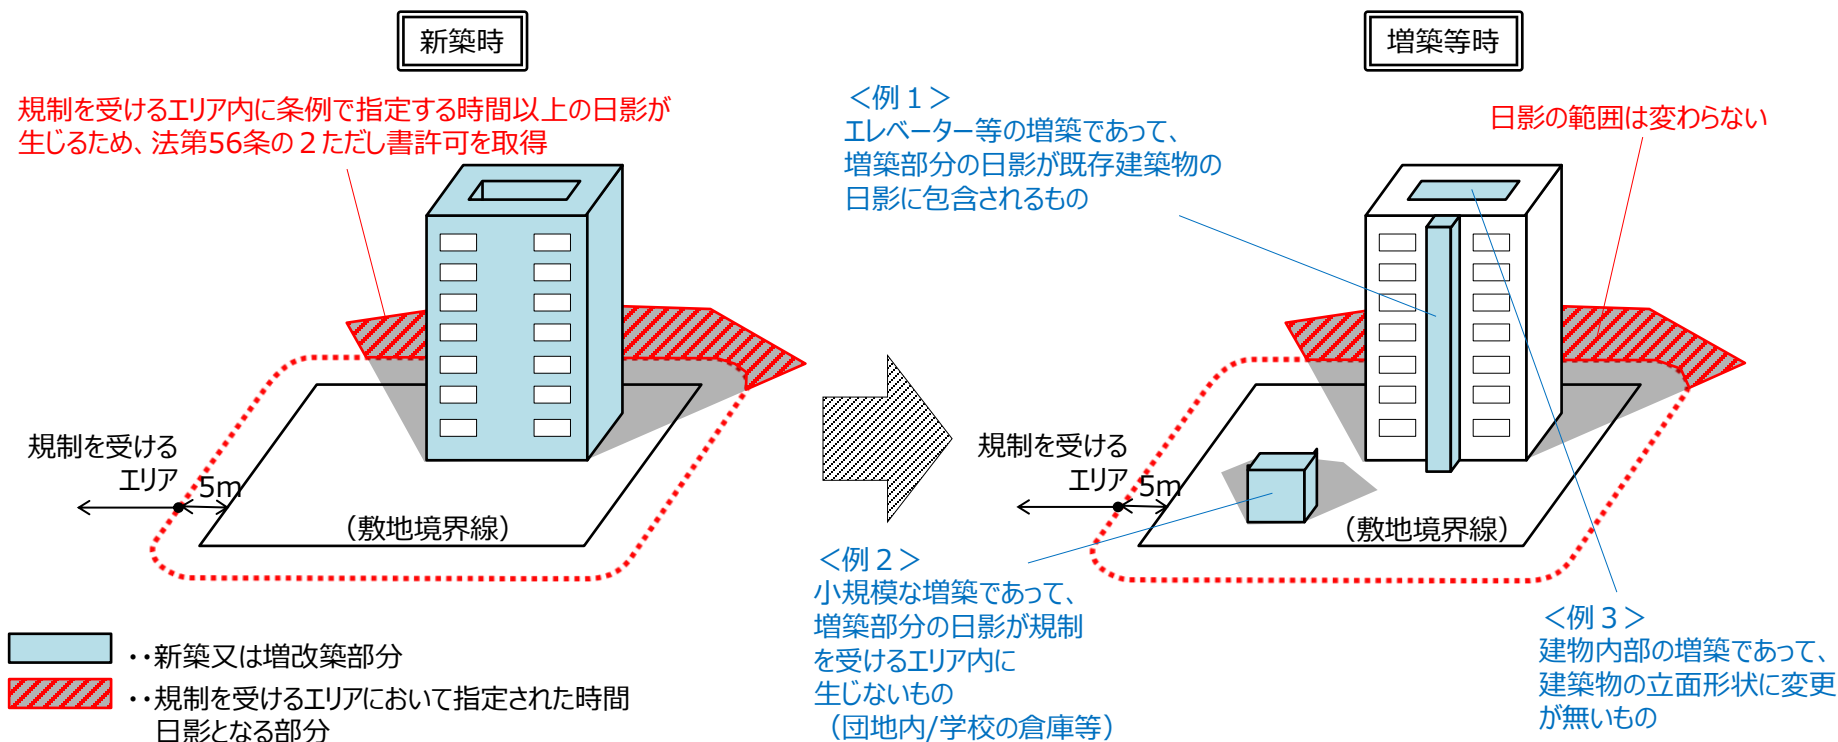 新築時
規制を受けるエリア内に条例で指定する時間以上の日影が
生じるため、法第56条の２ただし書許可を取得
規制を受ける
エリア
5m
（敷地境界線）
‥新築又は増改築部分
‥規制を受けるエリアにおいて指定された時間
日影となる部分
増築等時
＜例１＞
エレベーター等の増築であって、
増築部分の日影が既存建築物の
日影に包含されるもの
日影の範囲は変わらない
規制を受ける
エリア
5m
（敷地境界線）
＜例２＞
小規模な増築であって、
増築部分の日影が規制
を受けるエリア内に
生じないもの
（団地内/学校の倉庫等）
＜例３＞
建物内部の増築であって、
建築物の立面形状に変更
が無いもの